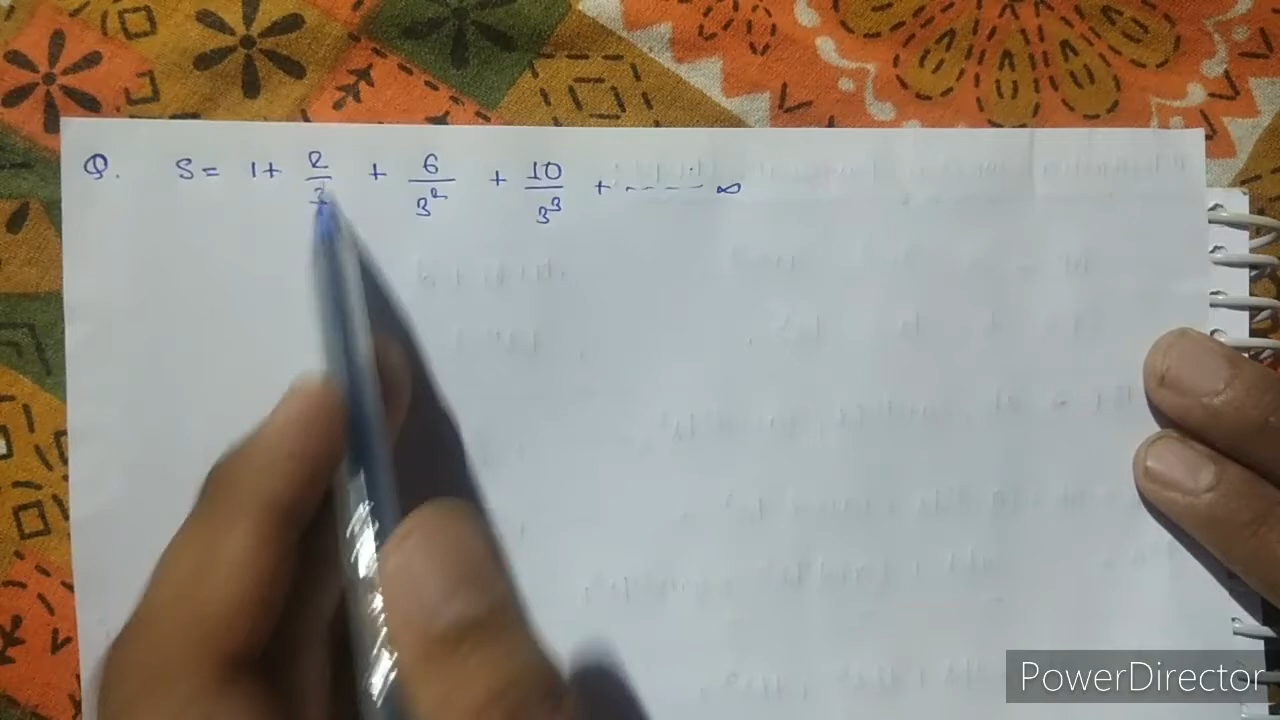 Q. S = 1 + 2/3 + 6/3² + 10/3³ + ----- ∞
PowerDirector